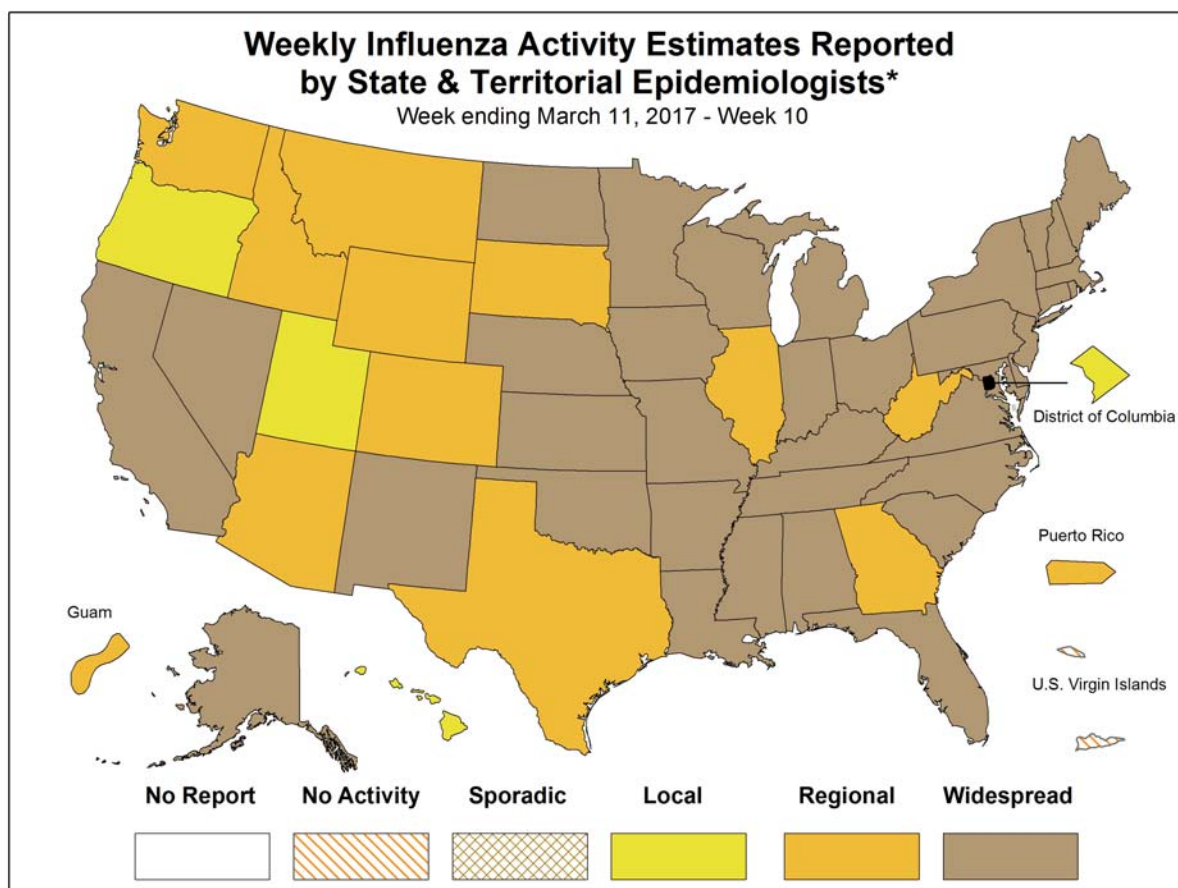 Weekly Influenza Activity Estimates Reported
by State & Territorial Epidemiologists*
Week ending March 11, 2017 - Week 10
District of Columbia
Puerto Rico
Guam
U.S. Virgin Islands
No Report
No Activity
Sporadic
Local
Regional
Widespread